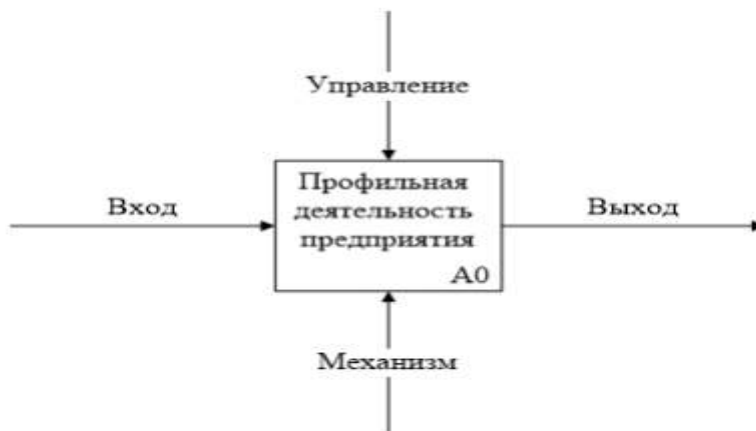 Управление
Профильная
деятельность
предприятия
A0
Вход
Выход
Механизм